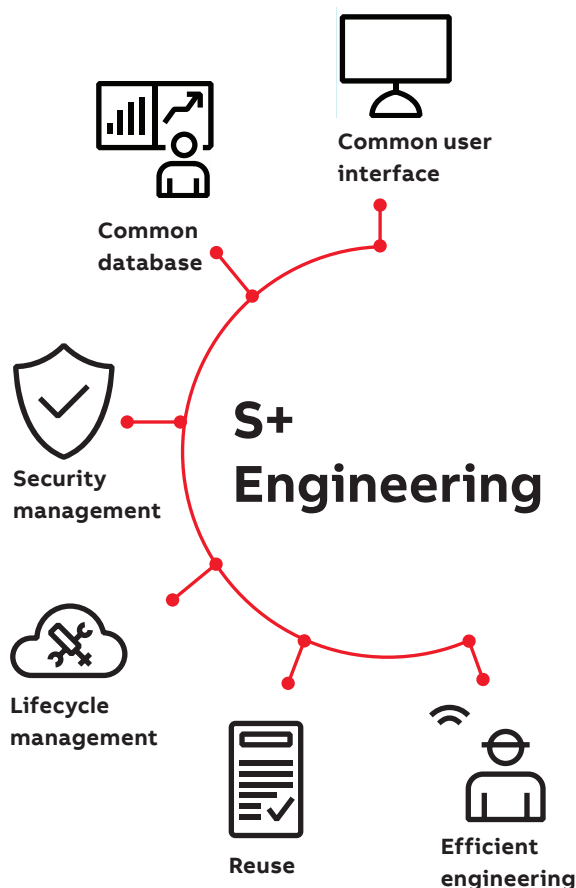 Common user
interface
Common
database
Security
management
S+
Engineering
Lifecycle
management
Reuse
Efficient
engineering